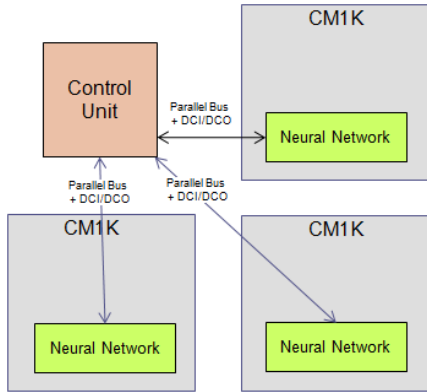 CM1K
Control
Unit
Parallel Bus
+ DCI/DCO
Neural Network
Parallel Bus
+ DCI/DCO
Parallel Bus
+ DCI/DCO
CM1K
CM1K
Neural Network
Neural Network